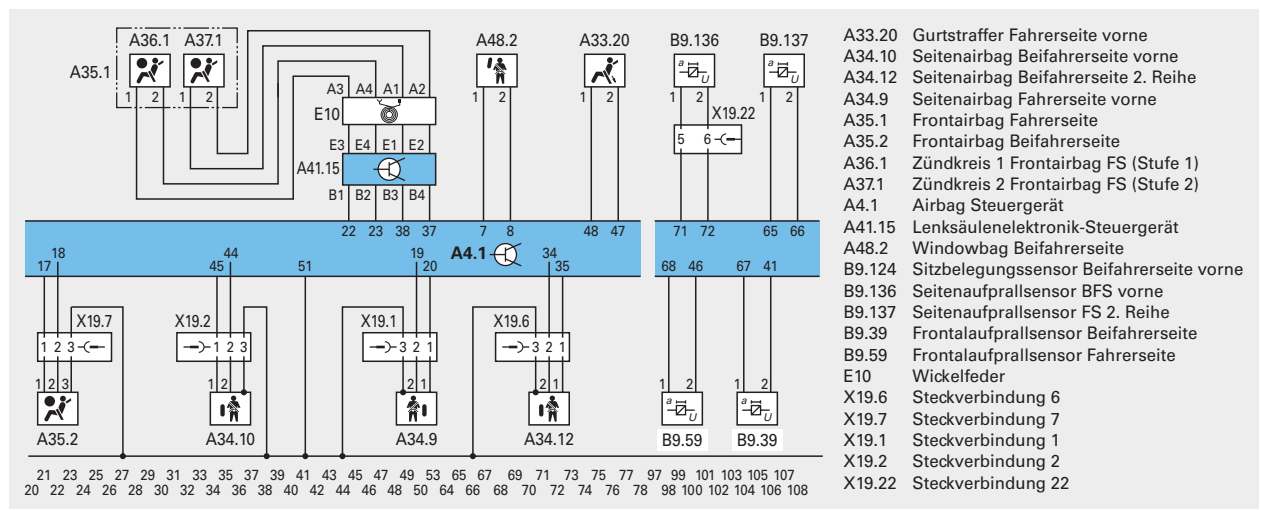 A36.1 A37.1 A48.2 A33.20 B9.136 B9.137
A35.1
1 2 1 2 1 2 1 2 1 2 1 2
A3 A4 A1 A2
E10
X19.22
5 6
E3 E4 E1 E2
A41.15
B1 B2 B3 B4
22 23 38 37 7 8 48 47 71 72 65 66
A4.1
18 44 19 34
17 45 51 20 35 68 46 67 41
X19.7 X19.2 X19.1 X19.6
1 2 3 1 2 3 3 2 1 3 2 1
1 2 3 1 2 2 1 2 1 1 2 1 2
A35.2 A34.10 A34.9 A34.12 B9.59 B9.39
a U a U a U a U
21 23 25 27 29 31 33 35 37 39 41 43 45 47 49 53 65 67 69 71 73 75 77 97 99 101 103 105 107
20 22 24 26 28 30 32 34 36 38 40 42 44 46 48 50 64 66 68 70 72 74 76 78 98 100 102 104 106 108
A33.20 Gurtstraffer Fahrerseite vorne
A34.10 Seitenairbag Beifahrerseite vorne
A34.12 Seitenairbag Beifahrerseite 2. Reihe
A34.9 Seitenairbag Fahrerseite vorne
A35.1 Frontairbag Fahrerseite
A35.2 Frontairbag Beifahrerseite
A36.1 Zündkreis 1 Frontairbag FS (Stufe 1)
A37.1 Zündkreis 2 Frontairbag FS (Stufe 2)
A4.1 Airbag Steuergerät
A41.15 Lenksäulenelektronik-Steuergerät
A48.2 Windowbag Beifahrerseite
B9.124 Sitzbelegungssensor Beifahrerseite vorne
B9.136 Seitenaufprallsensor BFS vorne
B9.137 Seitenaufprallsensor FS 2. Reihe
B9.39 Frontalaufprallsensor Beifahrerseite
B9.59 Frontalaufprallsensor Fahrerseite
E10 Wickelfeder
X19.6 Steckverbindung 6
X19.7 Steckverbindung 7
X19.1 Steckverbindung 1
X19.2 Steckverbindung 2
X19.22 Steckverbindung 22